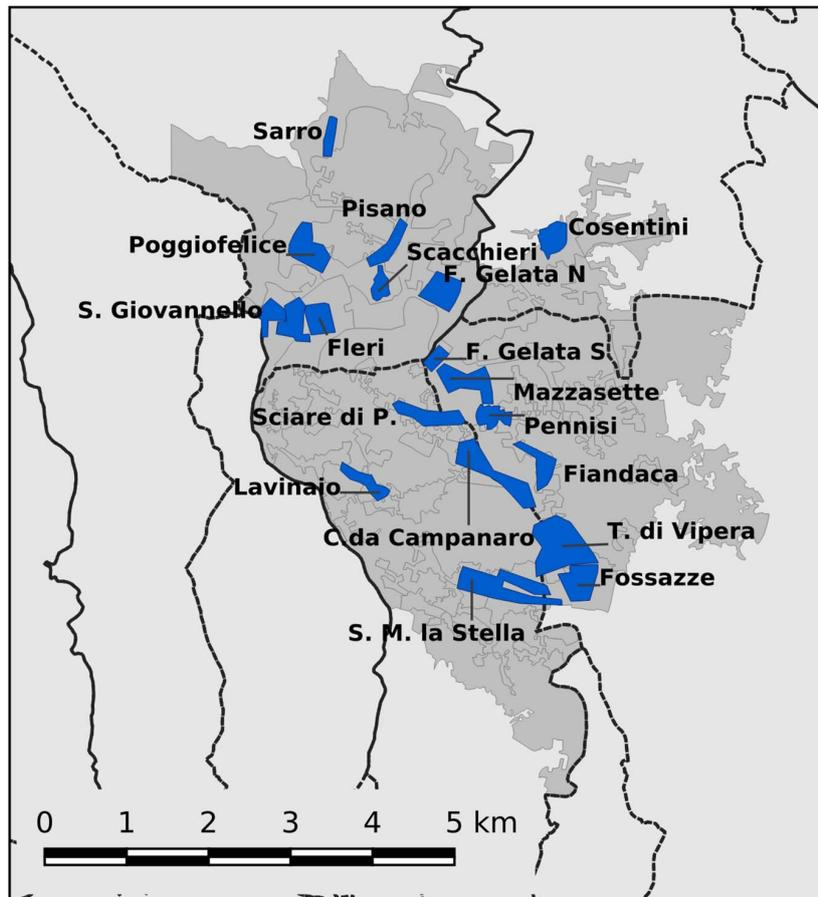 Sarro
Pisano
Cosentini
Poggiofelice
Scacchieri
F. Gelata N
S. Giovannello
Fleri
F. Gelata S
Mazzasette
Sciare di P.
Pennisi
Fiandaca
Lavinaio
C.da Campanaro
T. di Vipera
Fossazze
S. M. la Stella
0 1 2 3 4 5 km